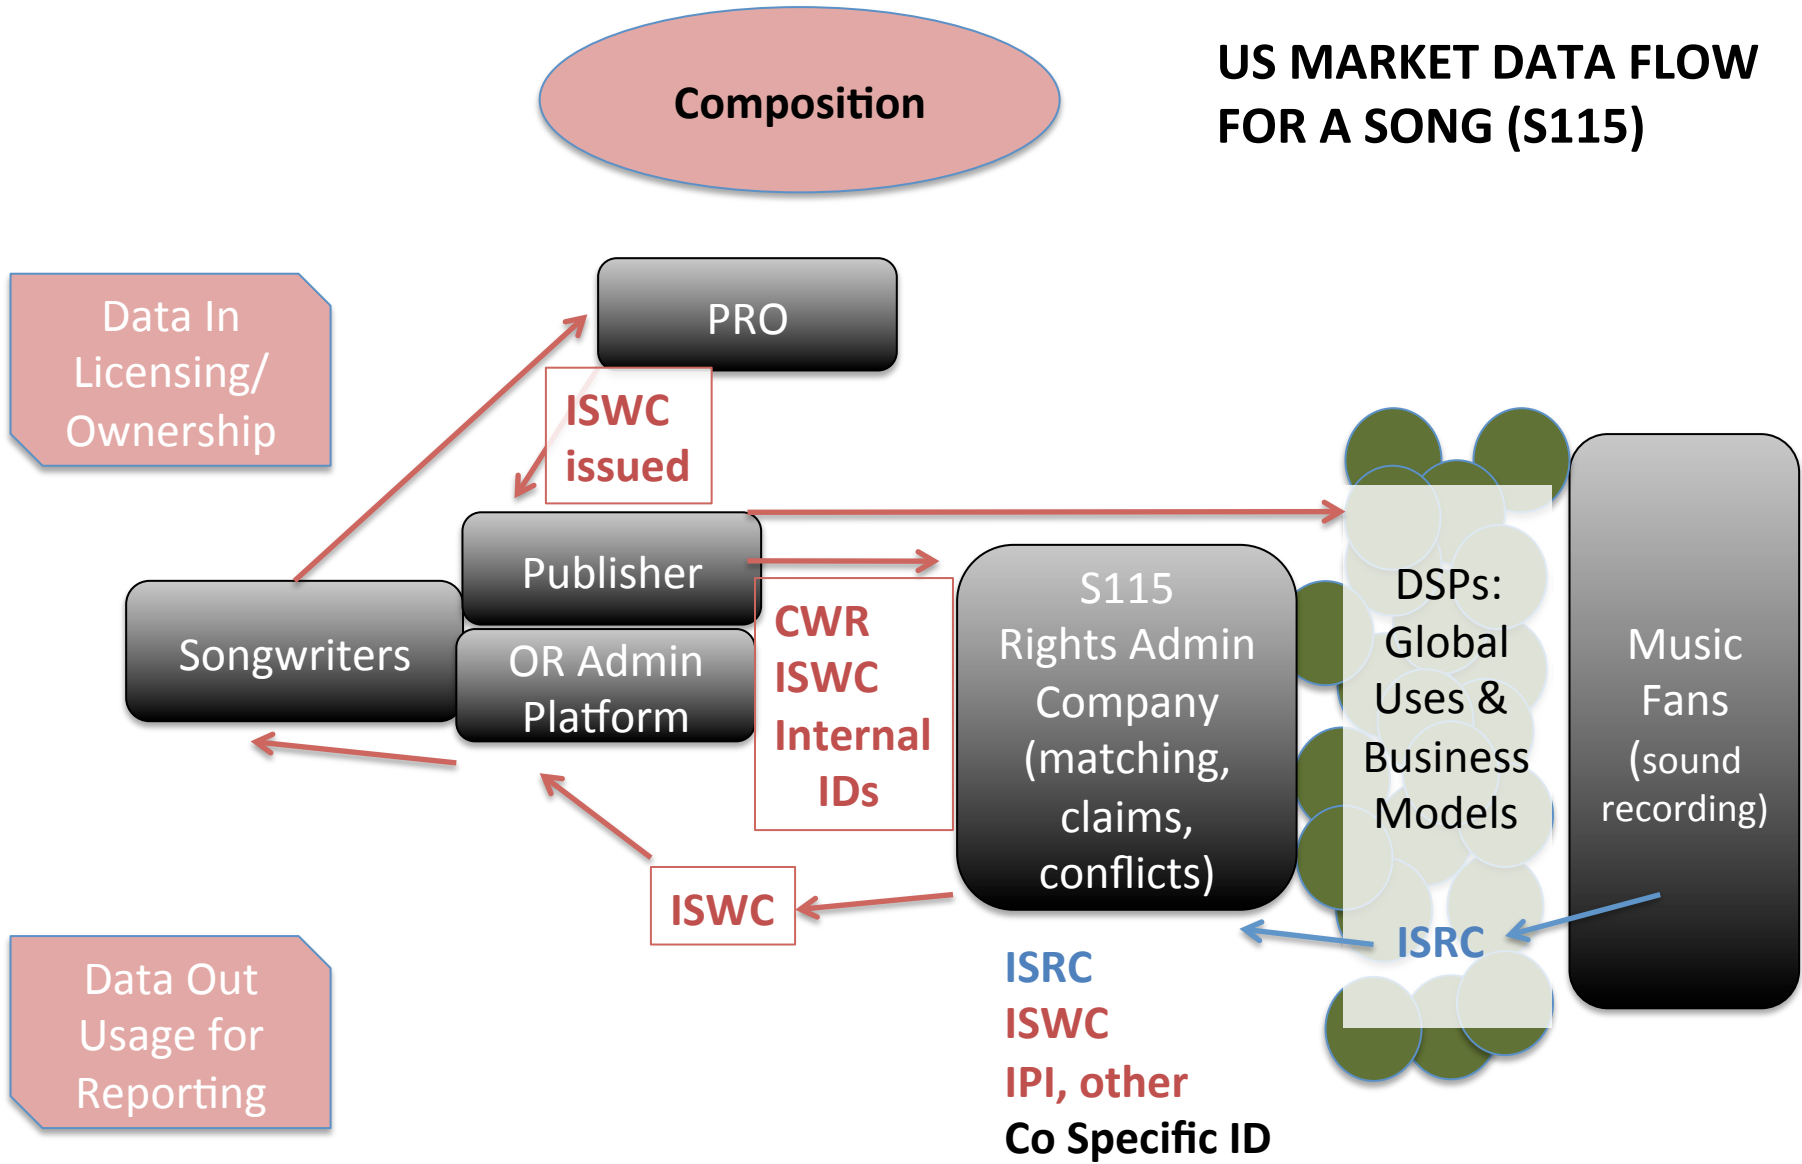 Composition
US MARKET DATA FLOW
FOR A SONG (S115)
Data In
Licensing/
Ownership
PRO
ISWC
issued
Publisher
Songwriters
OR Admin
Platform
CWR
ISWC
Internal
IDs
S115
Rights Admin
Company
(matching,
claims,
conflicts)
DSPs:
Global
Uses &
Business
Models
Music
Fans
(sound
recording)
ISWC
ISRC
Data Out
Usage for
Reporting
ISRC
ISWC
IPI, other
Co Specific ID